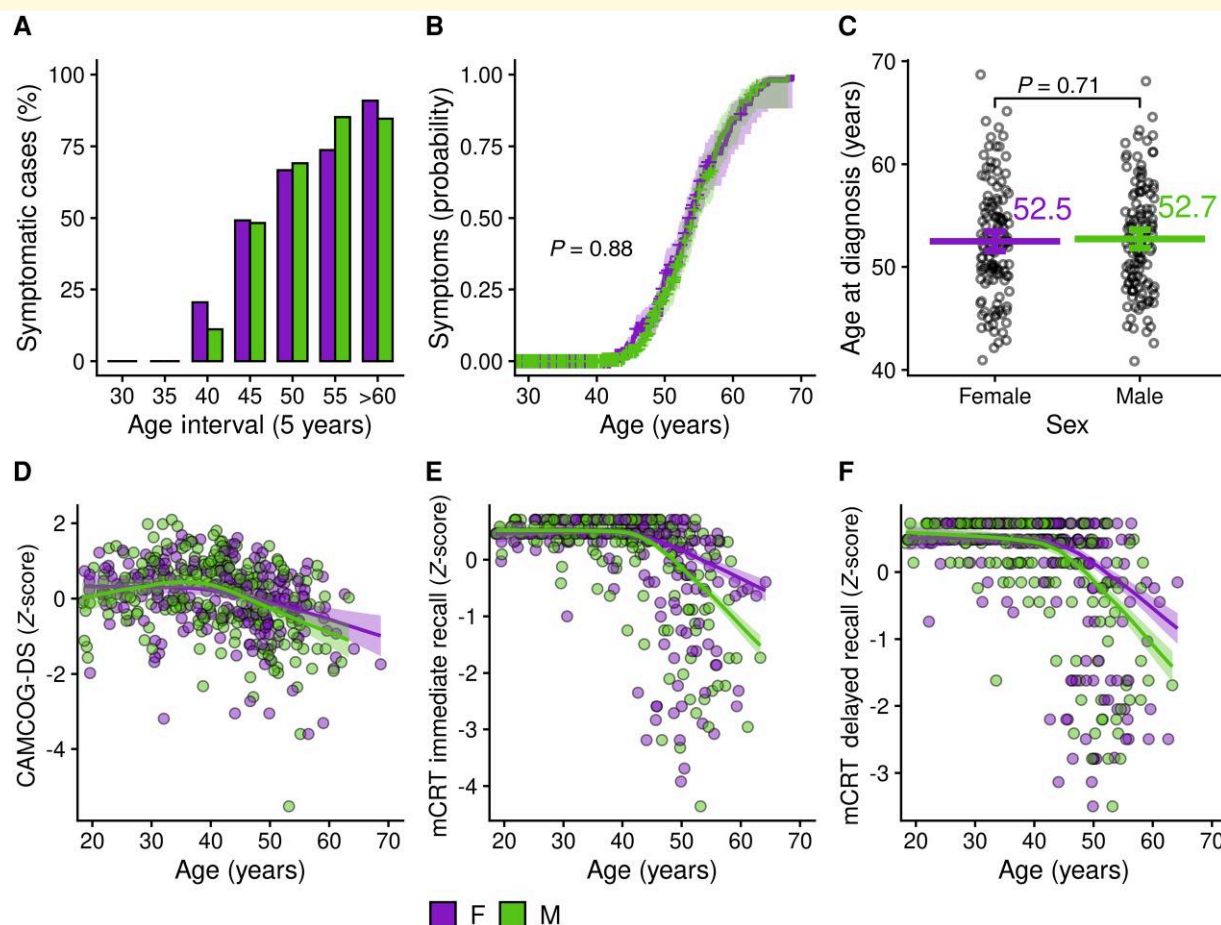 A
Symptomatic cases (%)
100
75
50
25
0
30 35 40 45 50 55 >60
Age interval (5 years)
B
Symptoms (probability)
1.00
0.75
0.50
0.25
0.00
P = 0.88
30 40 50 60 70
Age (years)
C
Age at diagnosis (years)
70
60
50
40
P = 0.71
52.5
52.7
Female Male
Sex
D
CAMCOG-DS (Z-score)
2
0
-2
-4
20 30 40 50 60 70
Age (years)
E
mCRT immediate recall (Z-score)
0
-1
-2
-3
-4
20 30 40 50 60 70
Age (years)
F
mCRT delayed recall (Z-score)
0
-1
-2
-3
20 30 40 50 60 70
Age (years)
F M